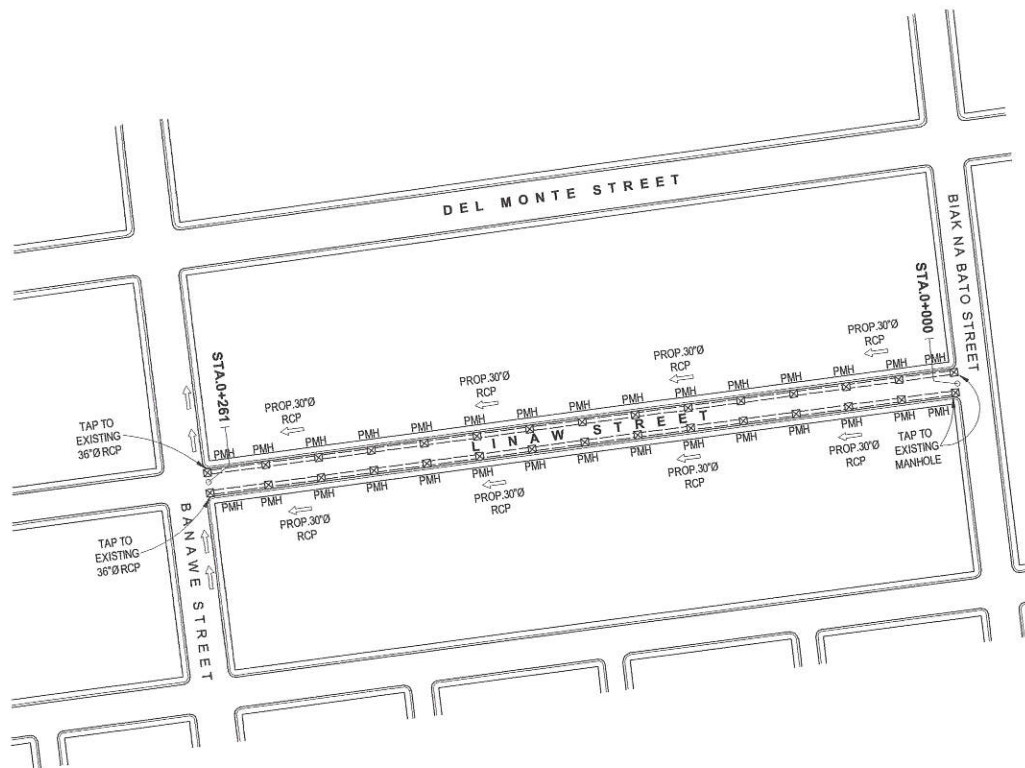 DEL MONTE STREET
BIAK NA BATO STREET
STA.0+000
STA.0+261
PROP.30"Ø
RCP
PROP.30"Ø
RCP
PROP.30"Ø
RCP
PROP.30"Ø
RCP
PMH PMH PMH PMH PMH PMH PMH PMH PMH PMH PMH PMH PMH PMH PMH
LINAW STREET
PMH PMH PMH PMH PMH PMH PMH PMH PMH PMH PMH PMH PMH PMH PMH
PROP.30"Ø
RCP
PROP.30"Ø
RCP
PROP.30"Ø
RCP
PROP.30"Ø
RCP
TAP TO
EXISTING
36"Ø RCP
TAP TO
EXISTING
MANHOLE
TAP TO
EXISTING
36"Ø RCP
BANAWE STREET